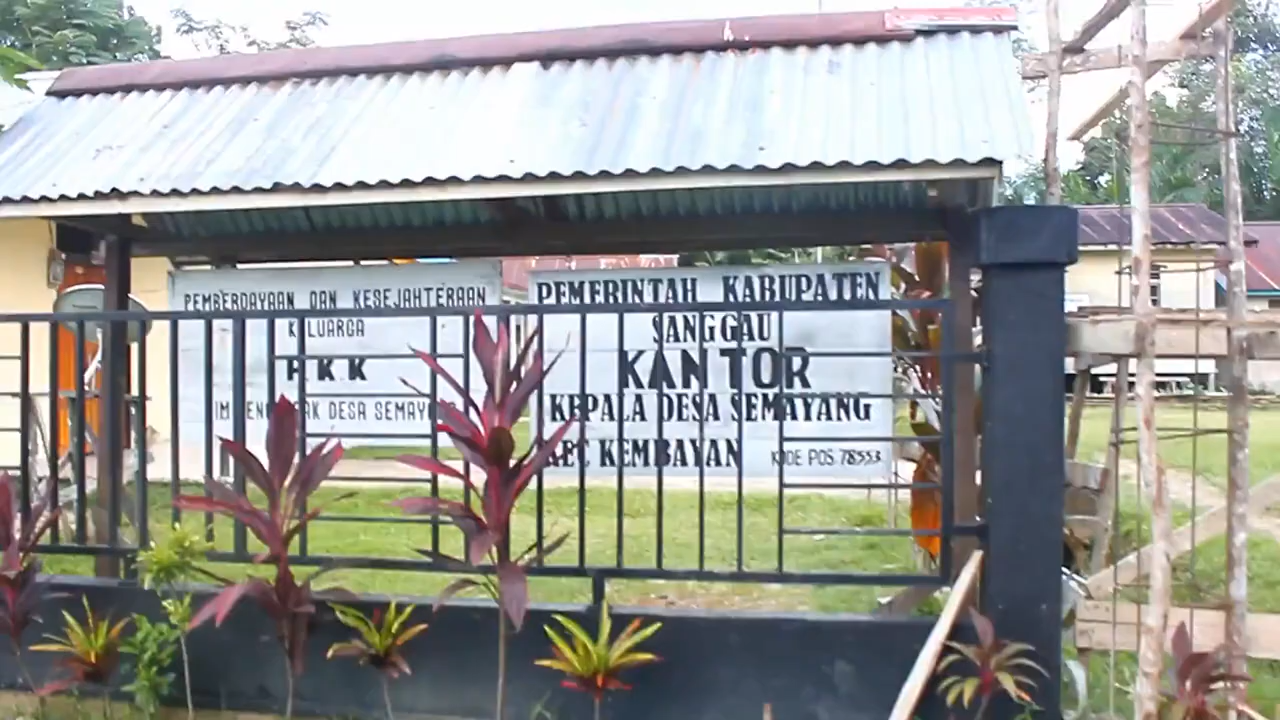 PEMBERDAYAAN DAN KESEJAHTERAAN
KELUARGA
PKK
DESA SEMAYANG
PEMERINTAH KABUPATEN
SANGGAU
KANTOR
KEPALA DESA SEMAYANG
KEC KEMBAYAN KODE POS 78553